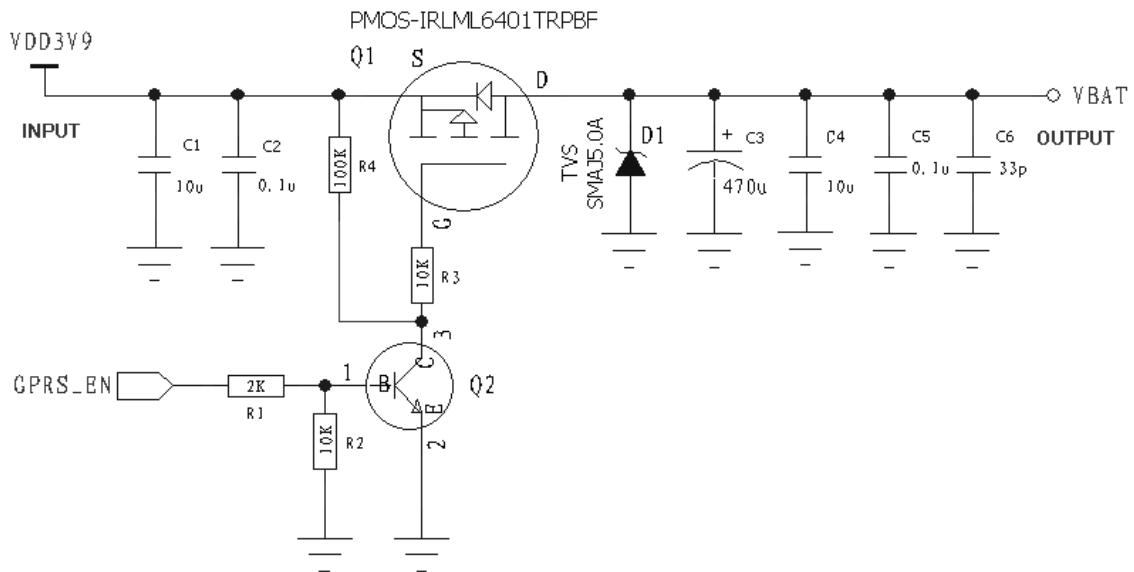 PMOS-IRLML6401TRPBF
VDD3V9
Q1
S
D
VBAT
INPUT
OUTPUT
C1
10u
C2
0.1u
100K
R4
G
10K
R3
TVS
SMAJ5.0A
D1
+
C3
470u
C4
10u
C5
0.1u
C6
33p
3
GPRS_EN
2K
R1
1
B
C
E
Q2
10K
R2
2